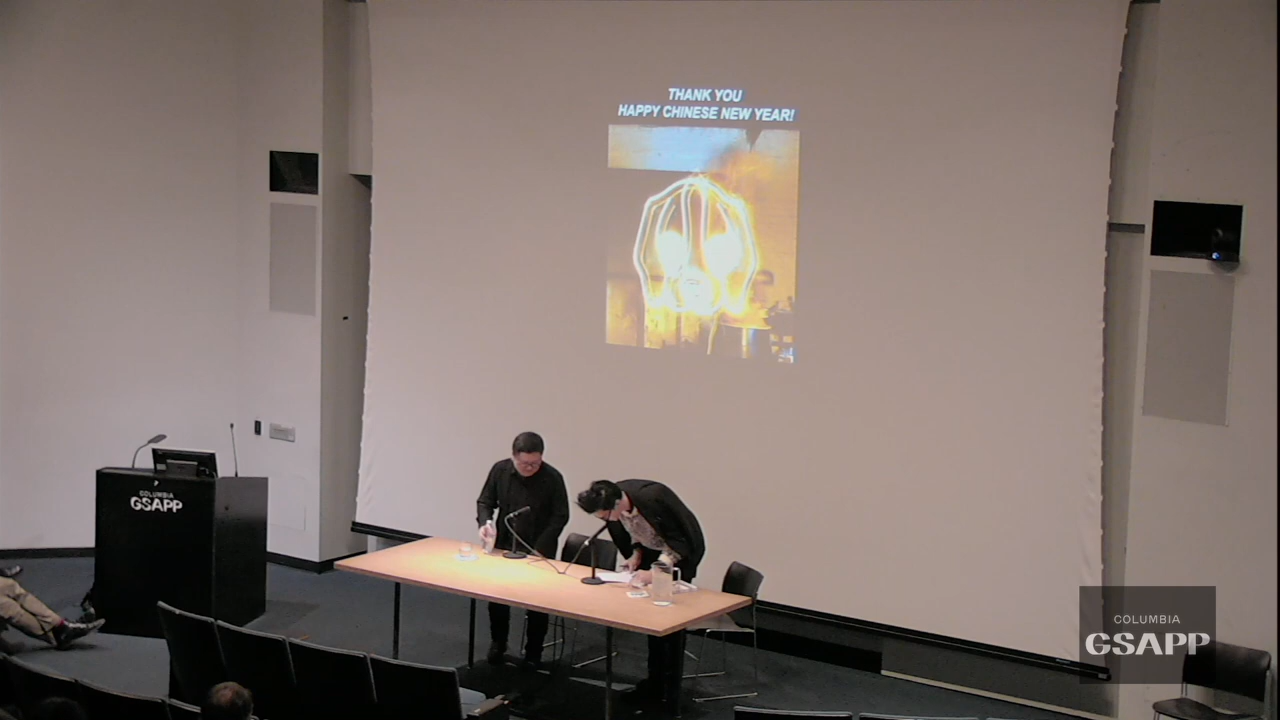 THANK YOU
HAPPY CHINESE NEW YEAR!
COLUMBIA
GSAPP
COLUMBIA
GSAPP